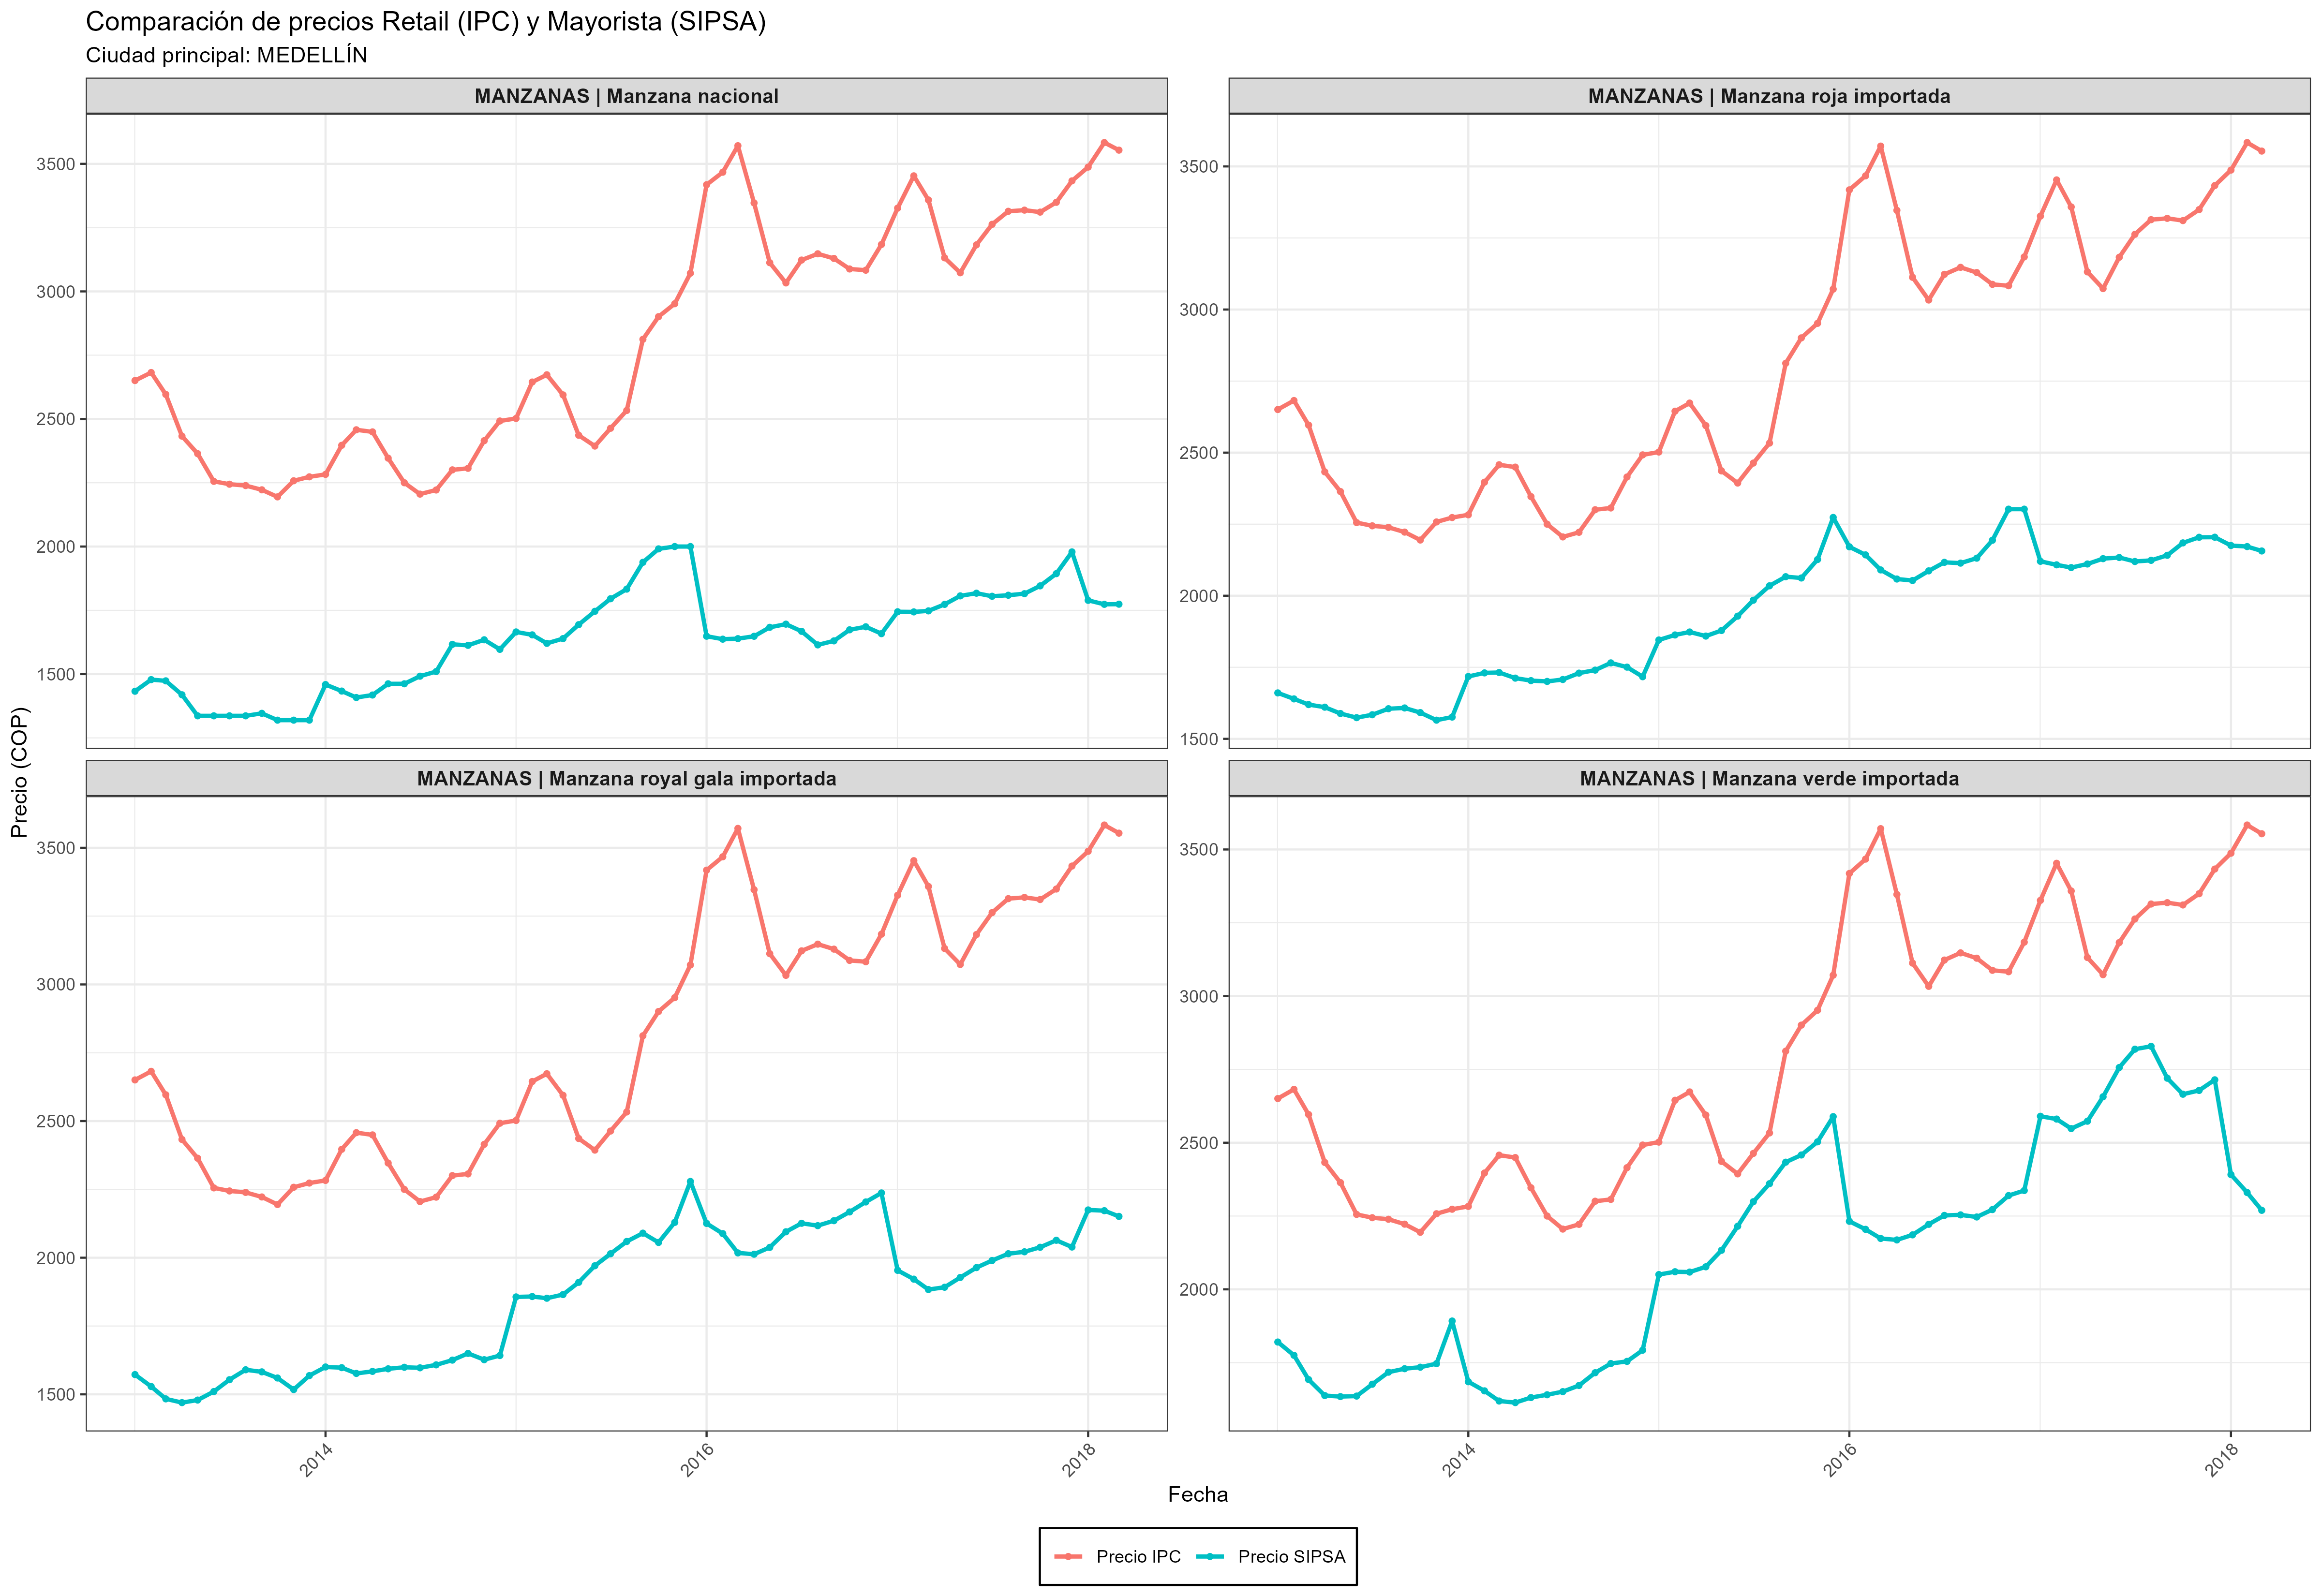 Comparación de precios Retail (IPC) y Mayorista (SIPSA)
Ciudad principal: MEDELLÍN
MANZANAS | Manzana nacional
MANZANAS | Manzana roja importada
3500
3000
2500
2000
1500
3500
3000
2500
2000
1500
MANZANAS | Manzana royal gala importada
MANZANAS | Manzana verde importada
3500
3000
2500
2000
1500
3500
3000
2500
2000
Precio (COP)
2014
2016
2018
2014
2016
2018
Fecha
Precio IPC
Precio SIPSA